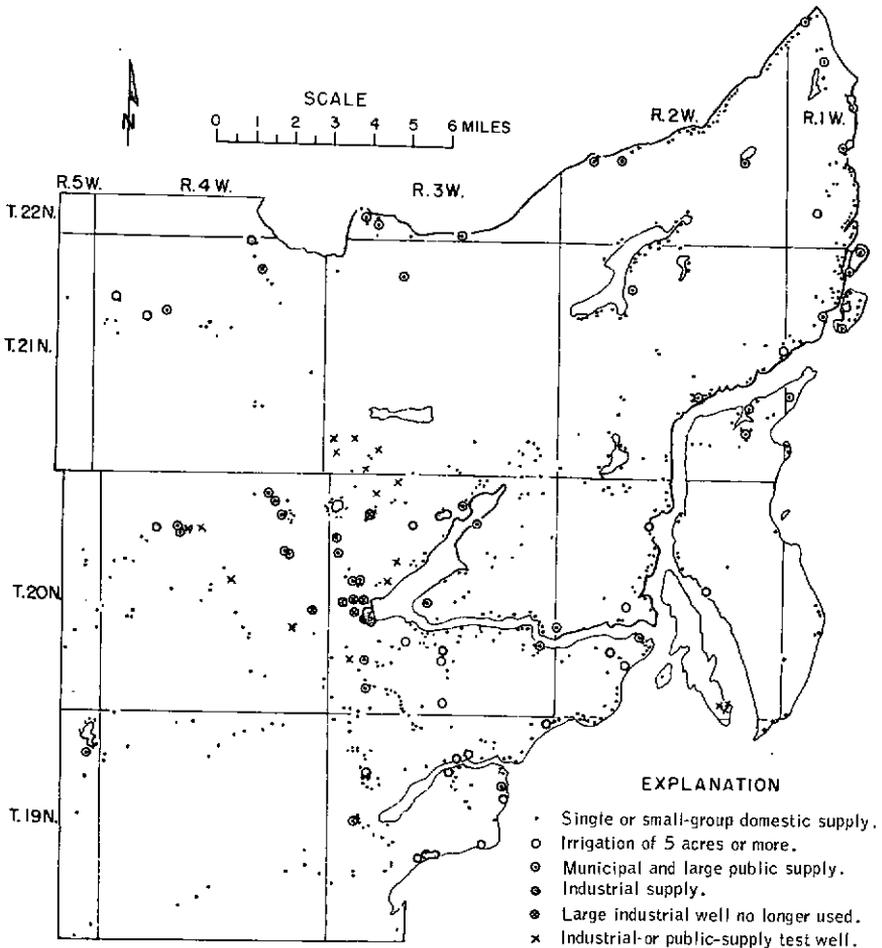 SCALE
0 1 2 3 4 5 6 MILES
N
R.2W.
R.1W.
R.5W.
R.4W.
R.3W.
T.22N.
T.21N.
T.20N.
T.19N.
EXPLANATION
Single or small-group domestic supply.
Irrigation of 5 acres or more.
Municipal and large public supply.
Industrial supply.
Large industrial well no longer used.
Industrial-or public-supply test well.